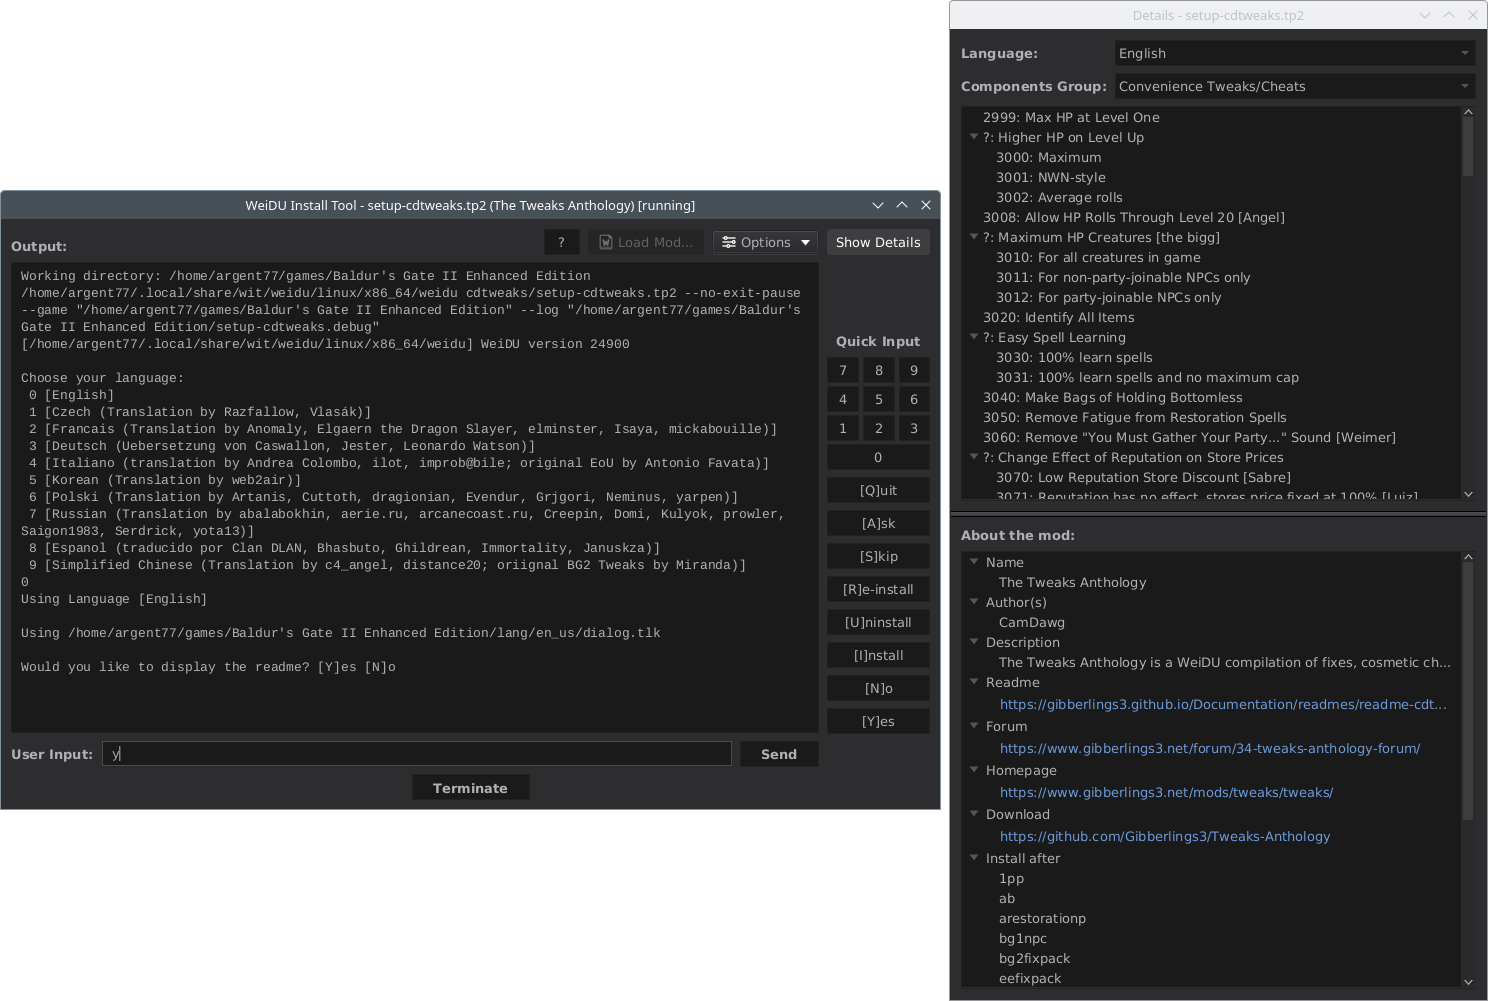 WeiDU Install Tool - setup-cdtweaks.tp2 (The Tweaks Anthology) [running]
Output:
?
Load Mod...
Options
Show Details
Working directory: /home/argent77/games/Baldur's Gate II Enhanced Edition
/home/argent77/.local/share/wit/weidu/linux/x86_64/weidu cdtweaks/setup-cdtweaks.tp2 --no-exit-pause
--game "/home/argent77/games/Baldur's Gate II Enhanced Edition" --log "/home/argent77/games/Baldur's
Gate II Enhanced Edition/setup-cdtweaks.debug"
[/home/argent77/.local/share/wit/weidu/linux/x86_64/weidu] WeiDU version 24900
Choose your language:
0 [English]
1 [Czech (Translation by Razfallow, Vlasák)]
2 [Francais (Translation by Anomaly, Elgaern the Dragon Slayer, elminster, Isaya, mickabouille)]
3 [Deutsch (Uebersetzung von Caswallon, Jester, Leonardo Watson)]
4 [Italiano (translation by Andrea Colombo, ilot, improb@bile; original EoU by Antonio Favata)]
5 [Korean (Translation by web2air)]
6 [Polski (Translation by Artanis, Cuttoth, dragionian, Evendur, Grjgori, Neminus, yarpen)]
7 [Russian (Translation by abalabokhin, aerie.ru, arcanecoast.ru, Creepin, Domi, Kulyok, prowler,
Saigon1983, Serdrick, yota13)]
8 [Espanol (traducido por Clan DLAN, Bhasbuto, Ghildrean, Immortality, Januskza)]
9 [Simplified Chinese (Translation by c4_angel, distance20; oriignal BG2 Tweaks by Miranda)]
0
Using Language [English]
Using /home/argent77/games/Baldur's Gate II Enhanced Edition/lang/en_us/dialog.tlk
Would you like to display the readme? [Y]es [N]o
Quick Input
7 8 9
4 5 6
1 2 3
0
[Q]uit
[A]sk
[S]kip
[R]e-install
[U]ninstall
[I]nstall
[N]o
[Y]es
User Input:
y
Send
Terminate
Details - setup-cdtweaks.tp2
Language: English
Components Group: Convenience Tweaks/Cheats
2999: Max HP at Level One
?: Higher HP on Level Up
3000: Maximum
3001: NWN-style
3002: Average rolls
3008: Allow HP Rolls Through Level 20 [Angel]
?: Maximum HP Creatures [the bigg]
3010: For all creatures in game
3011: For non-party-joinable NPCs only
3012: For party-joinable NPCs only
3020: Identify All Items
?: Easy Spell Learning
3030: 100% learn spells
3031: 100% learn spells and no maximum cap
3040: Make Bags of Holding Bottomless
3050: Remove Fatigue from Restoration Spells
3060: Remove "You Must Gather Your Party..." Sound [Weimer]
?: Change Effect of Reputation on Store Prices
3070: Low Reputation Store Discount [Sabre]
3071: Reputation has no effect, stores price fixed at 100% [Luiz]
About the mod:
Name
The Tweaks Anthology
Author(s)
CamDawg
Description
The Tweaks Anthology is a WeiDU compilation of fixes, cosmetic ch...
Readme
https://gibberlings3.github.io/Documentation/readmes/readme-cdt...
Forum
https://www.gibberlings3.net/forum/34-tweaks-anthology-forum/
Homepage
https://www.gibberlings3.net/mods/tweaks/tweaks/
Download
https://github.com/Gibberlings3/Tweaks-Anthology
Install after
1pp
ab
arestorationp
bg1npc
bg2fixpack
eefixpack